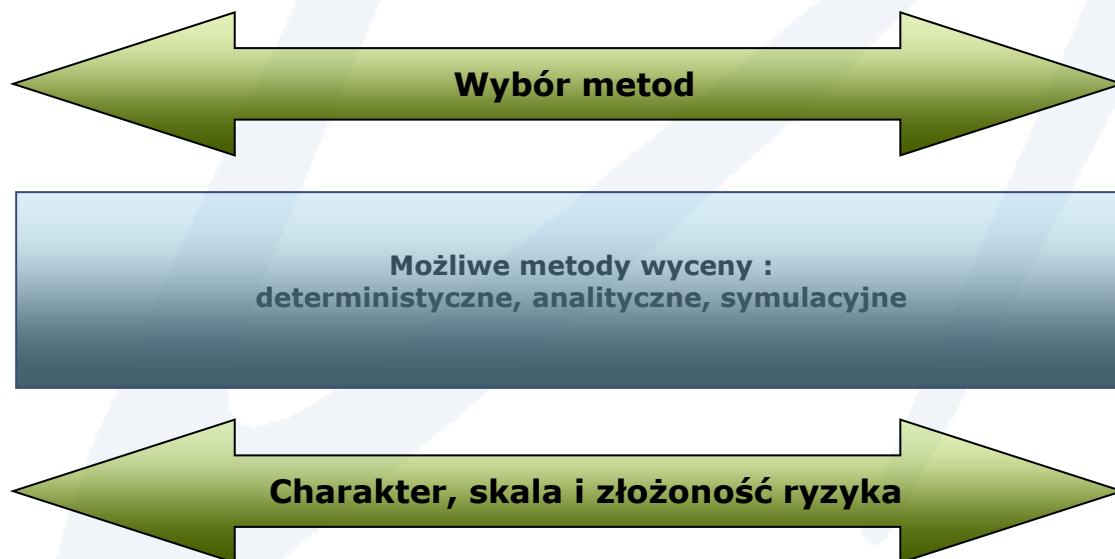 Wybór metod
Możliwe metody wyceny :
deterministyczne, analityczne, symulacyjne
Charakter, skala i złożoność ryzyka